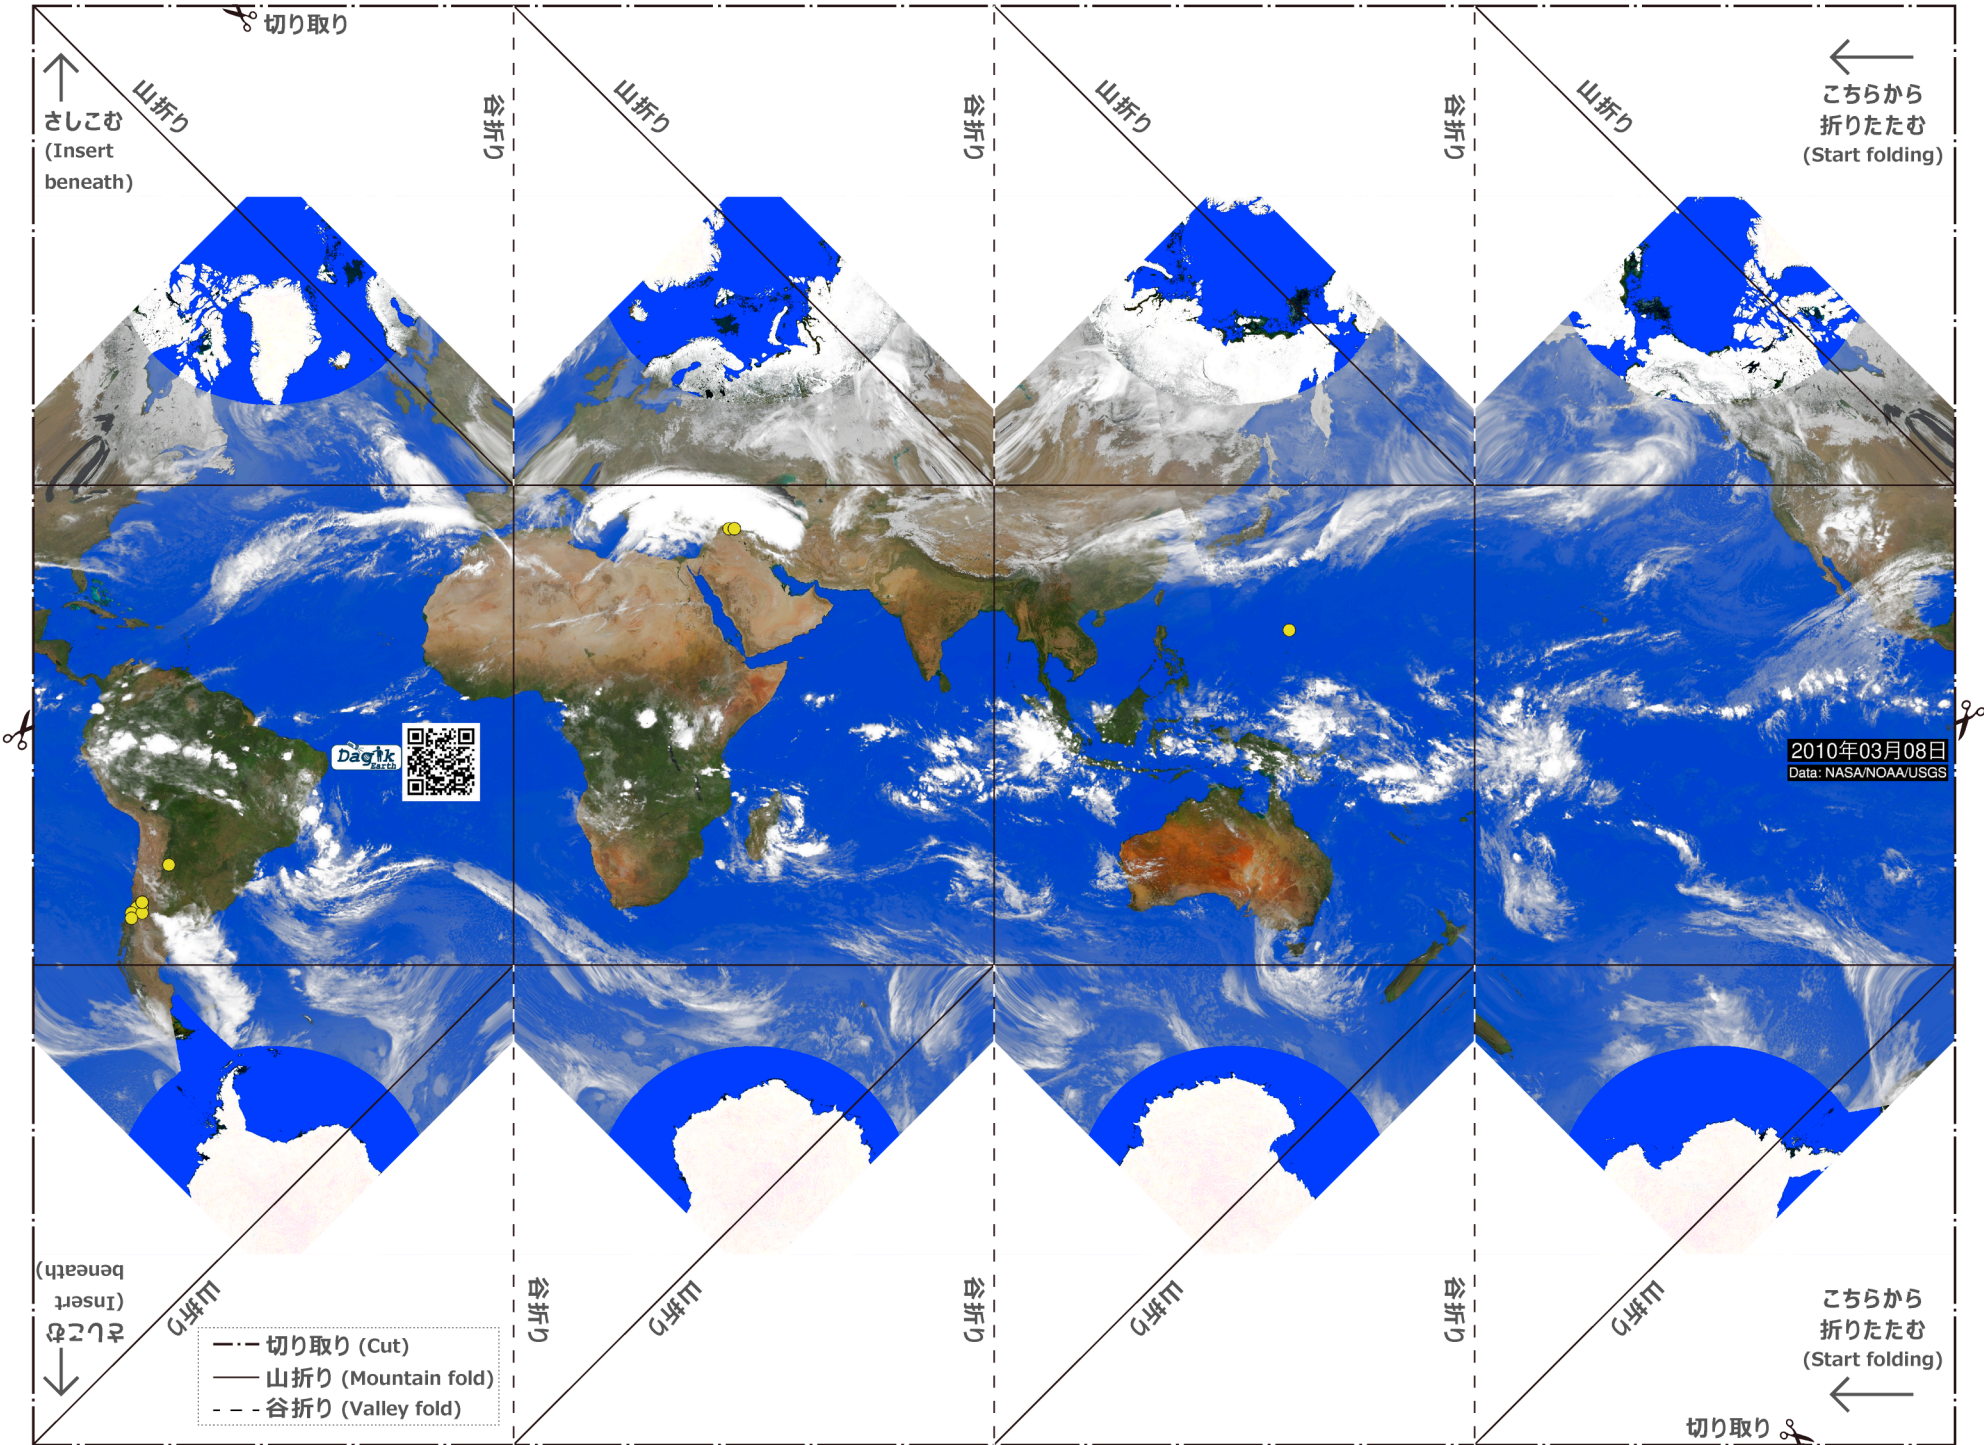 切り取り
さしこむ
(Insert
beneath)
山折り
谷折り
山折り
谷折り
山折り
谷折り
山折り
こちらから
折りたたむ
(Start folding)
Dagik
Earth
2010年03月08日
Data: NASA/NOAA/USGS
さしこむ
(Insert
beneath)
山折り
谷折り
山折り
谷折り
山折り
谷折り
山折り
こちらから
折りたたむ
(Start folding)
切り取り (Cut)
山折り (Mountain fold)
谷折り (Valley fold)
切り取り